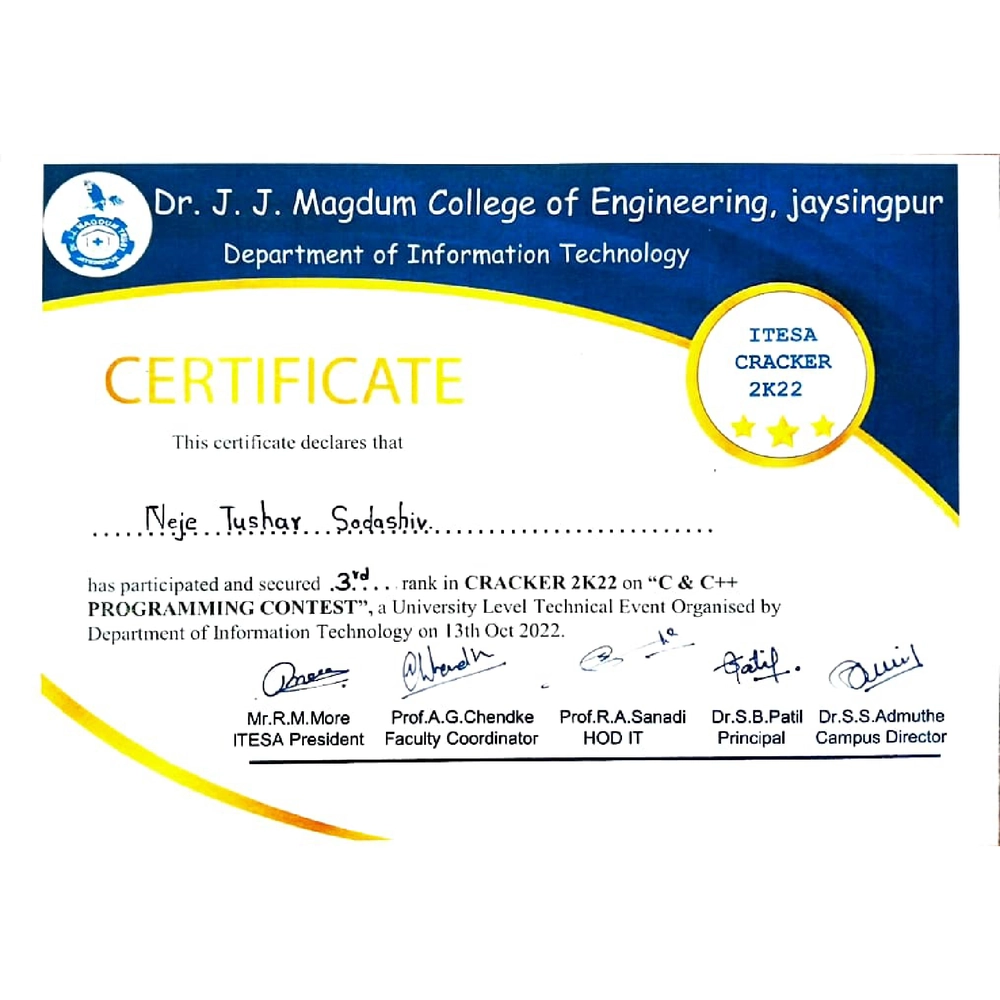 Dr. J. J. Magdum College of Engineering, jaysingpur
Department of Information Technology
ITESA
CRACKER
2K22
CERTIFICATE
This certificate declares that
Neje Tushar Sadashiv
has participated and secured 3rd rank in CRACKER 2K22 on “C & C++
PROGRAMMING CONTEST”, a University Level Technical Event Organised by
Department of Information Technology on 13th Oct 2022.
Mr.R.M.More Prof.A.G.Chendke Prof.R.A.Sanadi Dr.S.B.Patil Dr.S.S.Admuthe
ITESA President Faculty Coordinator HOD IT Principal Campus Director